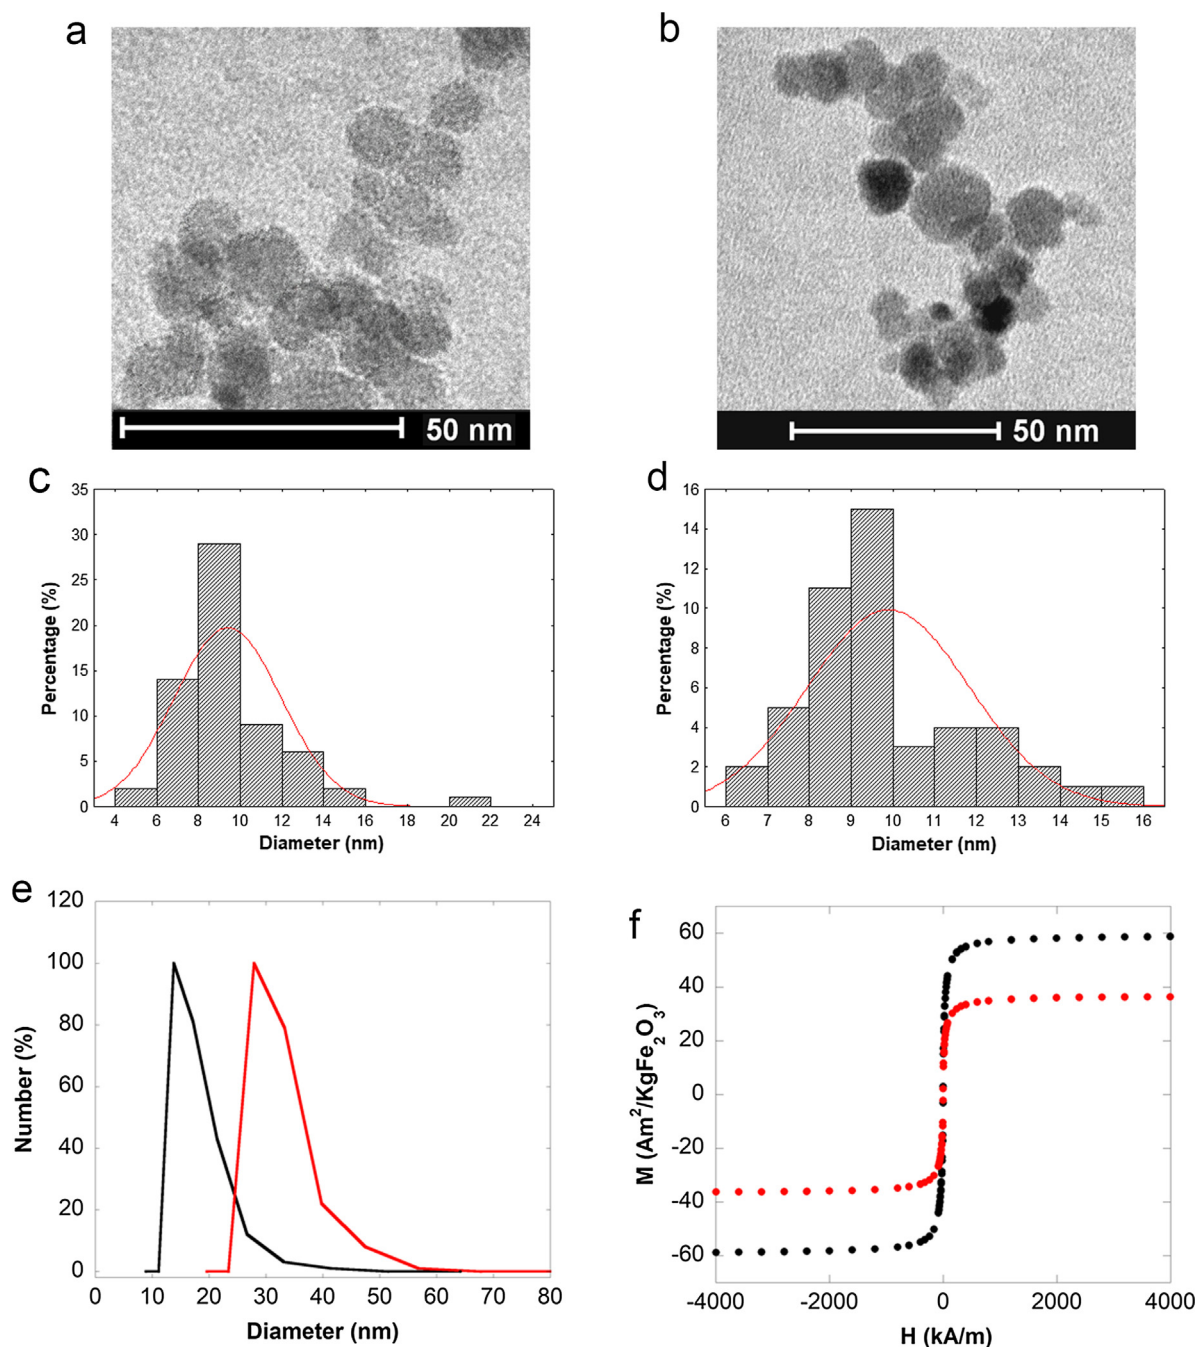 a
b
50 nm
50 nm
c
d
35
30
25
20
15
10
5
0
Percentage (%)
4 6 8 10 12 14 16 18 20 22 24
Diameter (nm)
16
14
12
10
8
6
4
2
0
Percentage (%)
6 7 8 9 10 11 12 13 14 15 16
Diameter (nm)
e
120
100
80
60
40
20
0
Number (%)
0 10 20 30 40 50 60 70 80
Diameter (nm)
f
60
40
20
0
-20
-40
-60
M (Am²/KgFe₂O₃)
-4000 -2000 0 2000 4000
H (kA/m)